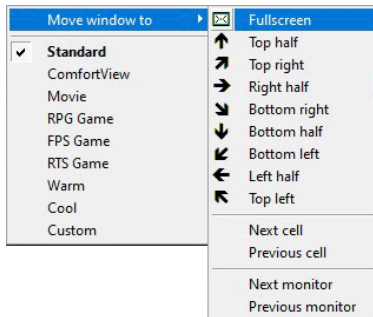 Move window to
Standard
ComfortView
Movie
RPG Game
FPS Game
RTS Game
Warm
Cool
Custom
Fullscreen
Top half
Top right
Right half
Bottom right
Bottom half
Bottom left
Left half
Top left
Next cell
Previous cell
Next monitor
Previous monitor